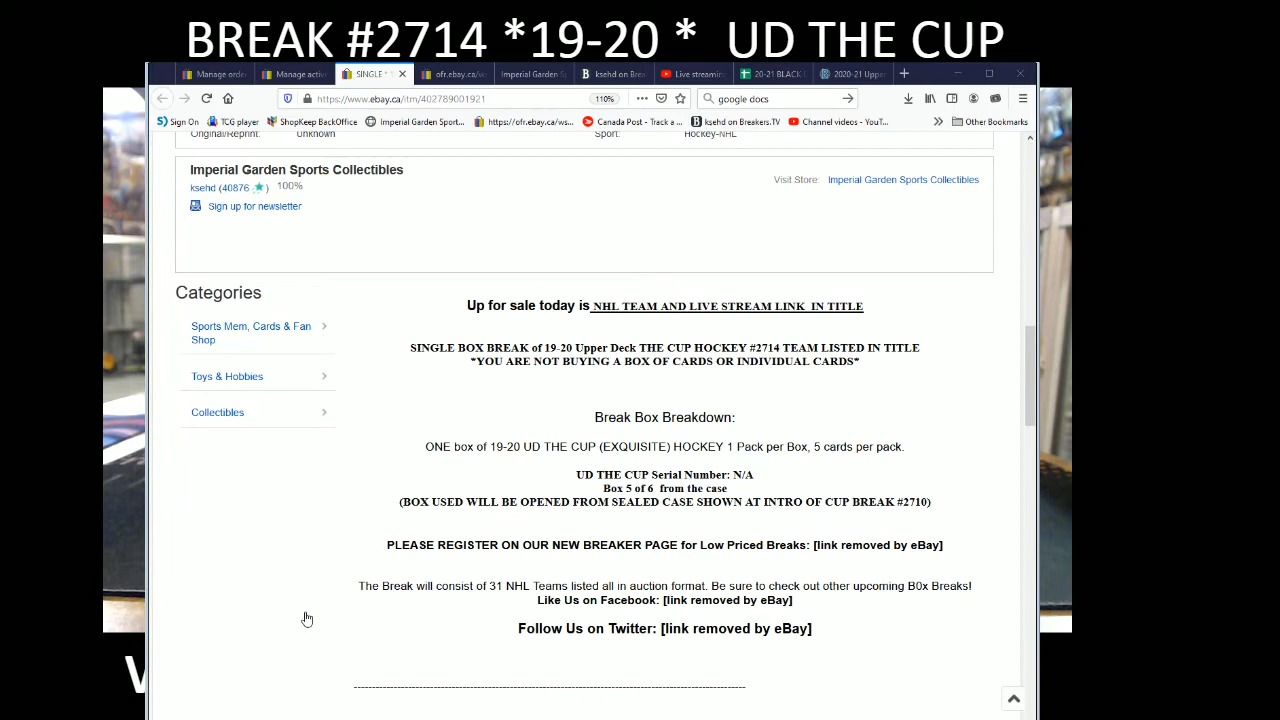 BREAK #2714 *19-20 * UD THE CUP
Manage orde
Manage activ
SINGLE *
ofr.ebay.ca/w
Imperial Garden S
ksehd on Brea
Live streamin
20-21 BLACK
2020-21 Uppe
https://www.ebay.ca/itm/402789001921
110%
google docs
Sign In
TCG player
ShopKeep BackOffice
Imperial Garden Sport...
https://ofr.ebay.ca/ws...
Canada Post - Track a ...
ksehd on Breakers.TV
Channel videos - YouT...
Other Bookmarks
Original/Reprint:
Unknown
Sport:
Hockey-NHL
Imperial Garden Sports Collectibles
ksehd (40876 ) 100%
Visit Store: Imperial Garden Sports Collectibles
Sign up for newsletter
Categories
Sports Mem, Cards & Fan
Shop
Toys & Hobbies
Collectibles
Up for sale today is NHL TEAM AND LIVE STREAM LINK IN TITLE
SINGLE BOX BREAK of 19-20 Upper Deck THE CUP HOCKEY #2714 TEAM LISTED IN TITLE
*YOU ARE NOT BUYING A BOX OF CARDS OR INDIVIDUAL CARDS*
Break Box Breakdown:
ONE box of 19-20 UD THE CUP (EXQUISITE) HOCKEY 1 Pack per Box, 5 cards per pack.
UD THE CUP Serial Number: N/A
Box 5 of 6 from the case
(BOX USED WILL BE OPENED FROM SEALED CASE SHOWN AT INTRO OF CUP BREAK #2710)
PLEASE REGISTER ON OUR NEW BREAKER PAGE for Low Priced Breaks: [link removed by eBay]
The Break will consist of 31 NHL Teams listed all in auction format. Be sure to check out other upcoming B0x Breaks!
Like Us on Facebook: [link removed by eBay]
Follow Us on Twitter: [link removed by eBay]